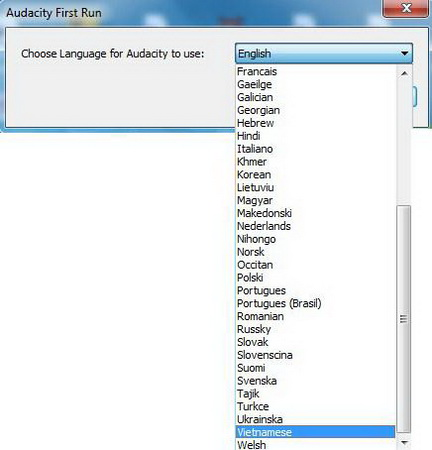 Audacity First Run
Choose Language for Audacity to use:
English
Francais
Gaeilge
Galician
Georgian
Hebrew
Hindi
Italiano
Khmer
Korean
Lietuviu
Magyar
Makedonski
Nederlands
Nihongo
Norsk
Occitan
Polski
Portugues
Portugues (Brasil)
Romanian
Russky
Slovak
Slovenscina
Suomi
Svenska
Tajik
Turkce
Ukrainska
Vietnamese
Welsh